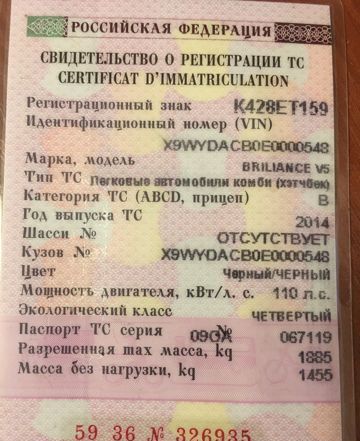 РОССИЙСКАЯ ФЕДЕРАЦИЯ
СВИДЕТЕЛЬСТВО О РЕГИСТРАЦИИ ТС
CERTIFICAT D'IMMATRICULATION
Регистрационный знак К428ЕТ159
Идентификационный номер (VIN)
X9WYDACB0E0000548
Марка, модель BRILIANCE V5
Тип ТС Легковые автомобили комби (хэтчбек)
Категория ТС (ABCD, прицеп) B
Год выпуска ТС 2014
Шасси № ОТСУТСТВУЕТ
Кузов № X9WYDACB0E0000548
Цвет Черный/ЧЕРНЫЙ
Мощность двигателя, кВт/л. с. 110 л.с.
Экологический класс ЧЕТВЕРТЫЙ
Паспорт ТС серия 09ОА № 067119
Разрешенная max масса, kg 1885
Масса без нагрузки, kg 1455
59 36 № 326935